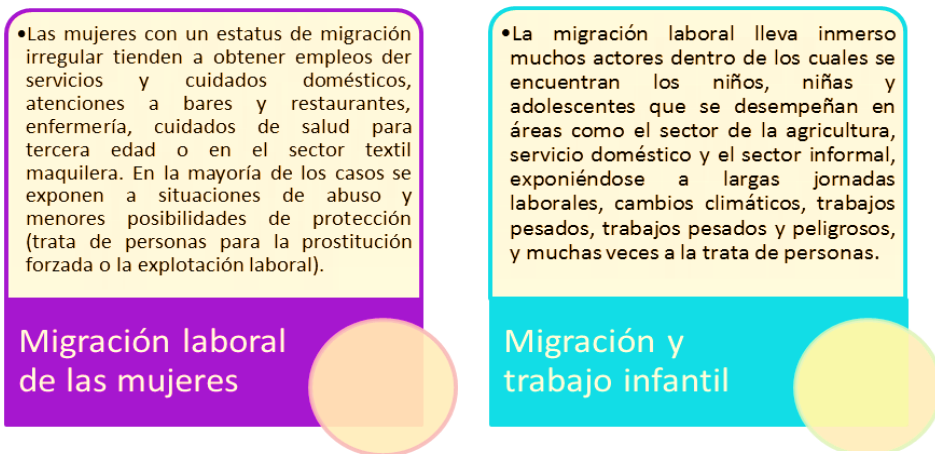 •Las mujeres con un estatus de migración
irregular tienden a obtener empleos der
servicios y cuidados domésticos,
atenciones a bares y restaurantes,
enfermería, cuidados de salud para
tercera edad o en el sector textil
maquilera. En la mayoría de los casos se
exponen a situaciones de abuso y
menores posibilidades de protección
(trata de personas para la prostitución
forzada o la explotación laboral).
Migración laboral
de las mujeres
•La migración laboral lleva inmerso
muchos actores dentro de los cuales se
encuentran los niños, niñas y
adolescentes que se desempeñan en
áreas como el sector de la agricultura,
servicio doméstico y el sector informal,
exponiéndose a largas jornadas
laborales, cambios climáticos, trabajos
pesados, trabajos pesados y peligrosos,
y muchas veces a la trata de personas.
Migración y
trabajo infantil